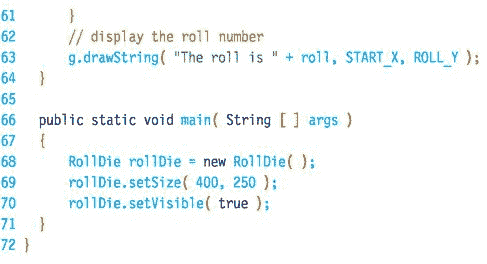 61 }
62 // display the roll number
63 g.drawString( "The roll is " + roll, START_X, ROLL_Y );
64 }
65
66 public static void main( String [ ] args )
67 {
68 RollDie rollDie = new RollDie( );
69 rollDie.setSize( 400, 250 );
70 rollDie.setVisible( true );
71 }
72 }